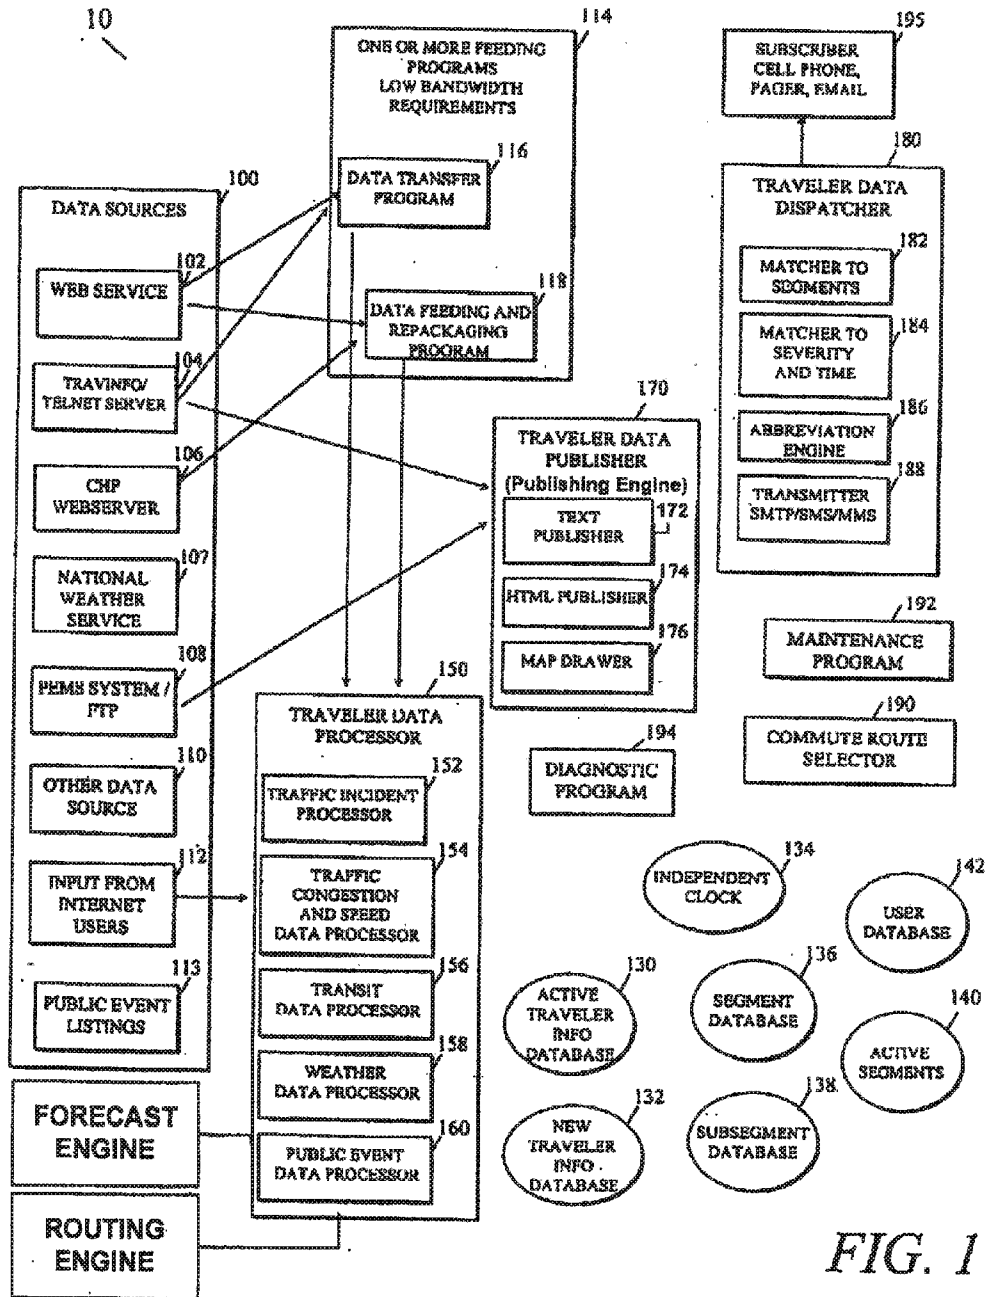 10
114
ONE OR MORE FEEDING
PROGRAMS
LOW BANDWIDTH
REQUIREMENTS
116
DATA TRANSFER
PROGRAM
118
DATA FEEDING AND
REPACKAGING
PROGRAM
195
SUBSCRIBER
CELL PHONE,
PAGER, EMAIL
180
TRAVELER DATA
DISPATCHER
182
MATCHER TO
SEGMENTS
184
MATCHER TO
SEVERITY
AND TIME
186
ABBREVIATION
ENGINE
188
TRANSMITTER
SMTP/SMS/MMS
100
DATA SOURCES
102
WEB SERVICE
104
TRAVINFO/
TELNET SERVER
106
CHP
WEBSERVER
107
NATIONAL
WEATHER
SERVICE
108
PEMS SYSTEM /
FTP
110
OTHER DATA
SOURCE
112
INPUT FROM
INTERNET
USERS
113
PUBLIC EVENT
LISTINGS
170
TRAVELER DATA
PUBLISHER
(Publishing Engine)
172
TEXT
PUBLISHER
174
HTML PUBLISHER
176
MAP DRAWER
192
MAINTENANCE
PROGRAM
190
COMMUTE ROUTE
SELECTOR
194
DIAGNOSTIC
PROGRAM
150
TRAVELER DATA
PROCESSOR
152
TRAFFIC INCIDENT
PROCESSOR
154
TRAFFIC
CONGESTION
AND SPEED
DATA PROCESSOR
156
TRANSIT
DATA PROCESSOR
158
WEATHER
DATA PROCESSOR
160
PUBLIC EVENT
DATA PROCESSOR
134
INDEPENDENT
CLOCK
142
USER
DATABASE
130
ACTIVE
TRAVELER
INFO
DATABASE
136
SEGMENT
DATABASE
140
ACTIVE
SEGMENTS
132
NEW
TRAVELER
INFO
DATABASE
138
SUBSEGMENT
DATABASE
FORECAST
ENGINE
ROUTING
ENGINE
FIG. 1